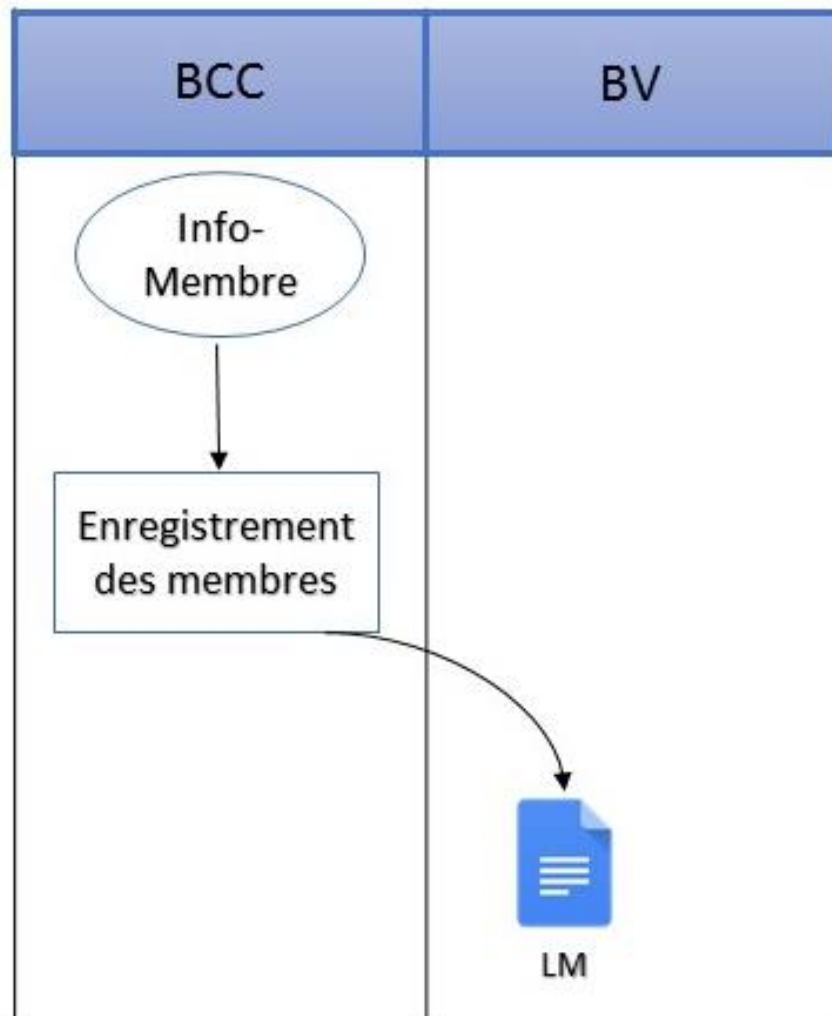 BCC
BV
Info-
Membre
Enregistrement
des membres
LM